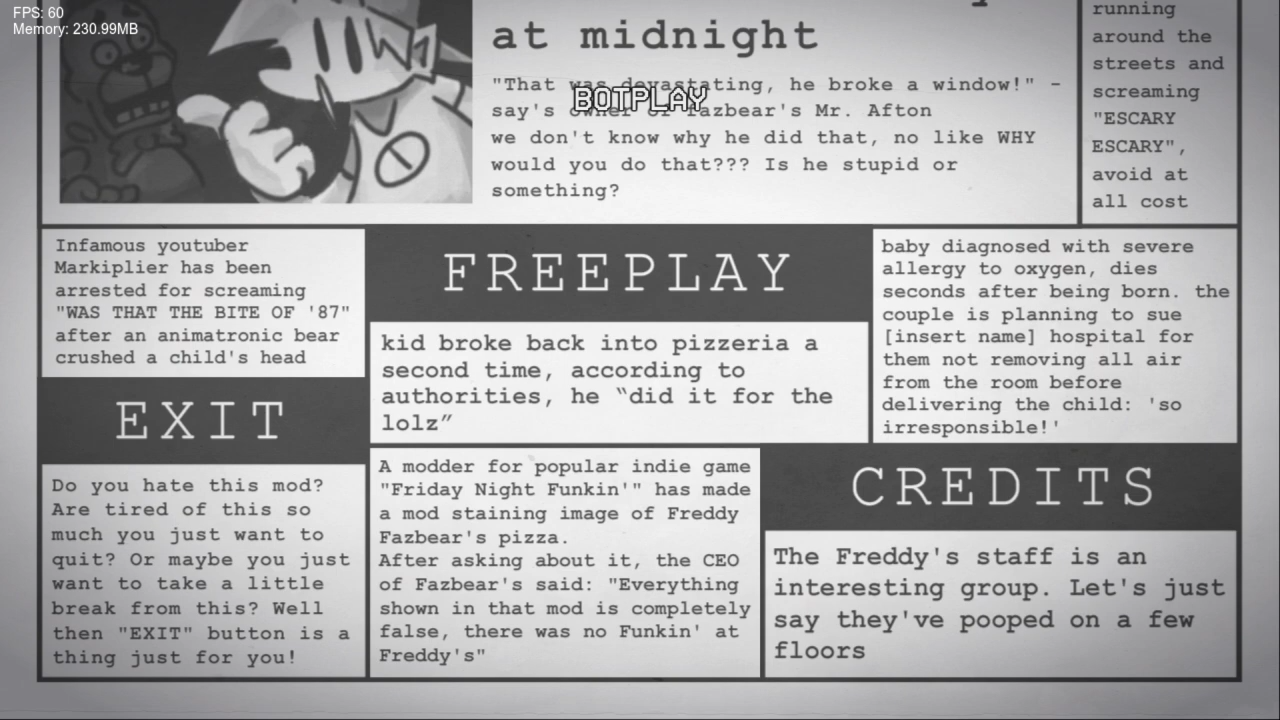 FPS: 60
Memory: 230.99MB
at midnight
"That was devastating, he broke a window!" -
say's owner of fazbear's Mr. Afton
we don't know why he did that, no like WHY
would you do that??? Is he stupid or
something?
BOTPLAY
running
around the
streets and
screaming
"ESCARY
ESCARY",
avoid at
all cost
Infamous youtuber
Markiplier has been
arrested for screaming
"WAS THAT THE BITE OF '87"
after an animatronic bear
crushed a child's head
FREEPLAY
kid broke back into pizzeria a
second time, according to
authorities, he “did it for the
lolz”
baby diagnosed with severe
allergy to oxygen, dies
seconds after being born. the
couple is planning to sue
[insert name] hospital for
them not removing all air
from the room before
delivering the child: 'so
irresponsible!'
EXIT
Do you hate this mod?
Are tired of this so
much you just want to
quit? Or maybe you just
want to take a little
break from this? Well
then "EXIT" button is a
thing just for you!
A modder for popular indie game
"Friday Night Funkin'" has made
a mod staining image of Freddy
Fazbear's pizza.
After asking about it, the CEO
of Fazbear's said: "Everything
shown in that mod is completely
false, there was no Funkin' at
Freddy's"
CREDITS
The Freddy's staff is an
interesting group. Let's just
say they've pooped on a few
floors